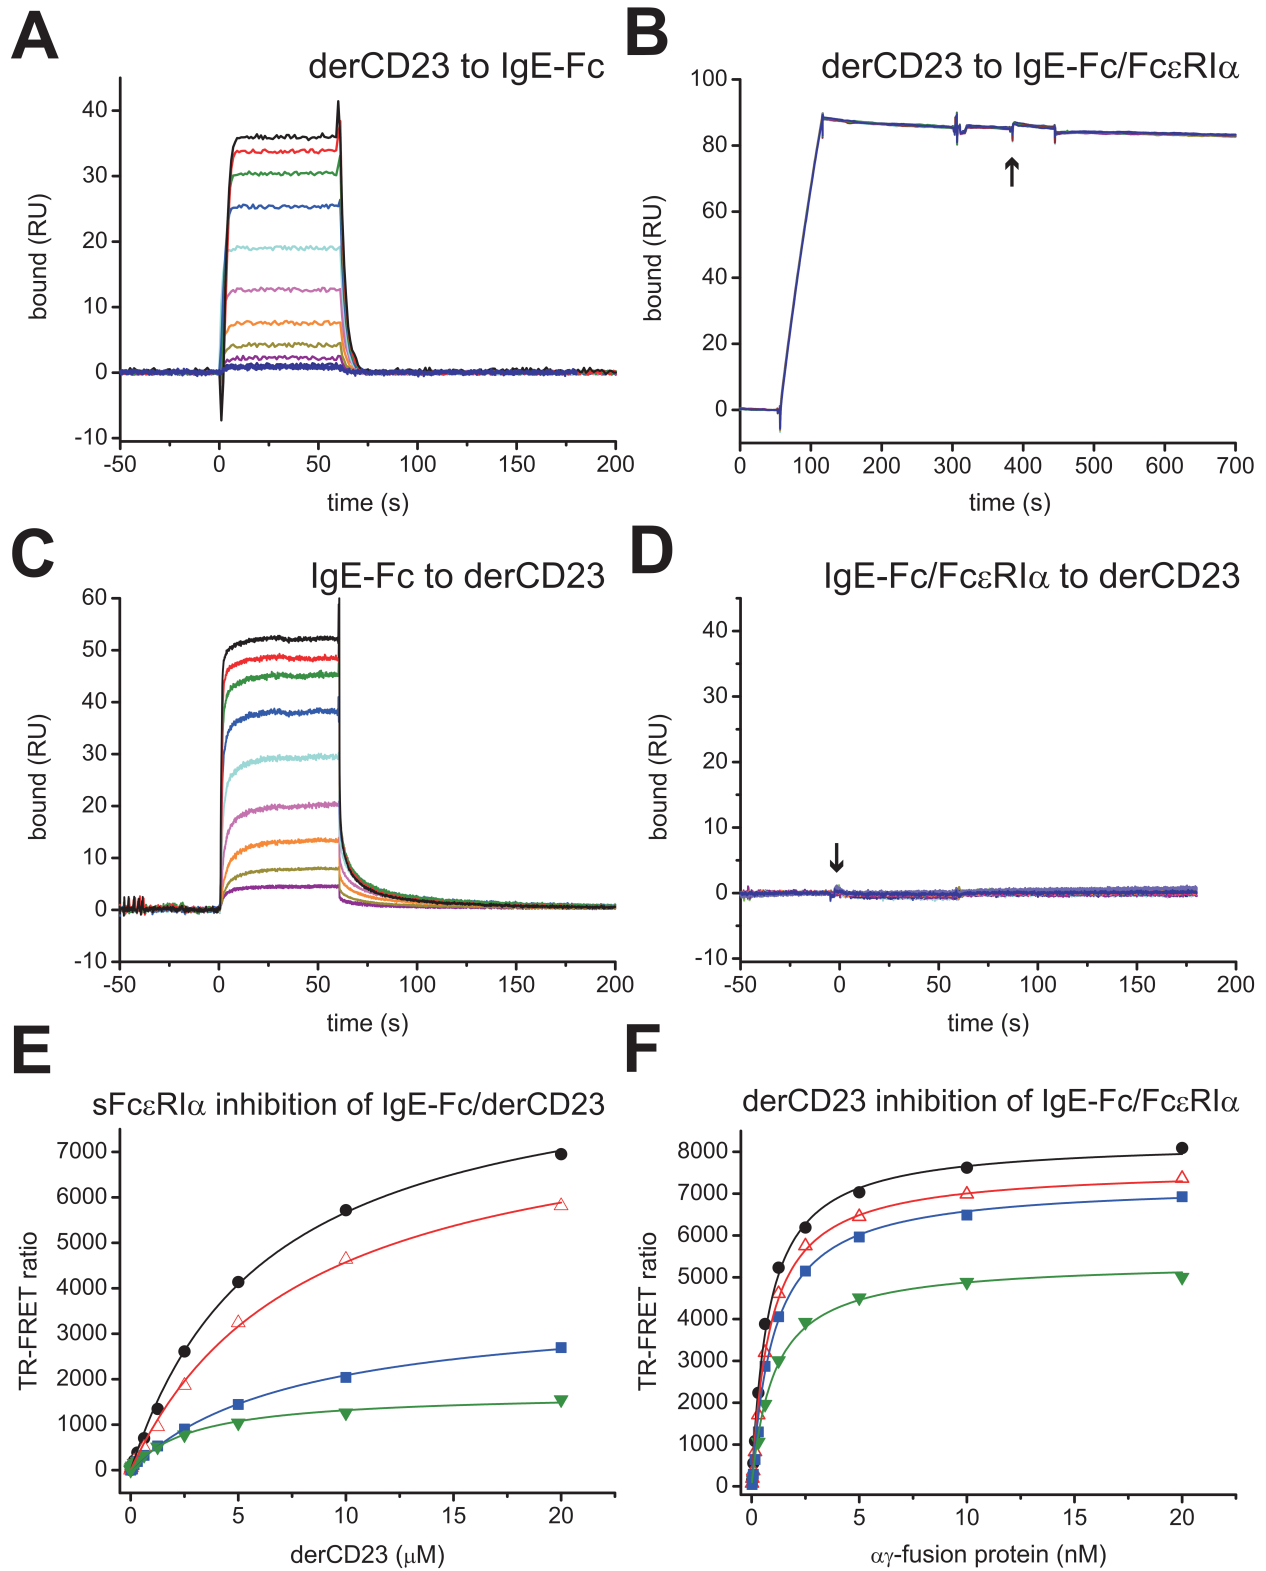 A
derCD23 to IgE-Fc
40
30
20
10
0
-10
bound (RU)
-50 0 50 100 150 200
time (s)
B
derCD23 to IgE-Fc/FcεRIα
100
80
60
40
20
0
bound (RU)
0 100 200 300 400 500 600 700
time (s)
C
IgE-Fc to derCD23
60
50
40
30
20
10
0
-10
bound (RU)
-50 0 50 100 150 200
time (s)
D
IgE-Fc/FcεRIα to derCD23
40
30
20
10
0
-10
bound (RU)
-50 0 50 100 150 200
time (s)
E
sFcεRIα inhibition of IgE-Fc/derCD23
7000
6000
5000
4000
3000
2000
1000
0
TR-FRET ratio
0 5 10 15 20
derCD23 (μM)
F
derCD23 inhibition of IgE-Fc/FcεRIα
8000
7000
6000
5000
4000
3000
2000
1000
0
TR-FRET ratio
0 5 10 15 20
αγ-fusion protein (nM)